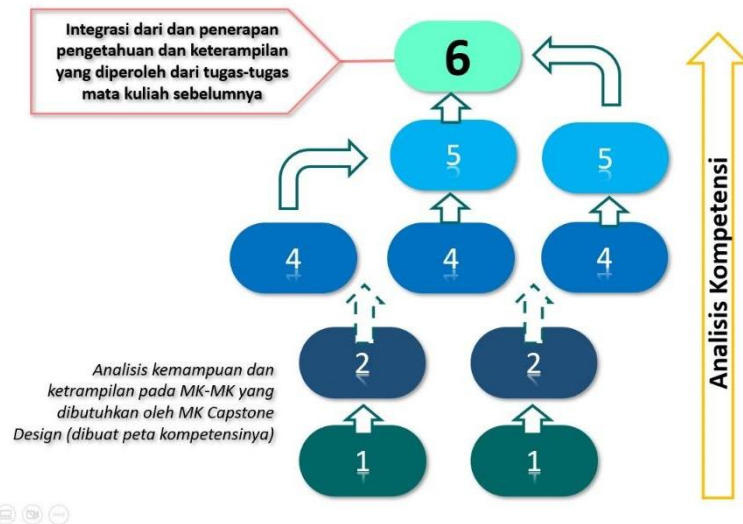 Integrasi dari dan penerapan
pengetahuan dan keterampilan
yang diperoleh dari tugas-tugas
mata kuliah sebelumnya
6
5
5
4
4
4
Analisis Kompetensi
2
2
Analisis kemampuan dan
ketrampilan pada MK-MK yang
dibutuhkan oleh MK Capstone
Design (dibuat peta kompetensinya)
1
1